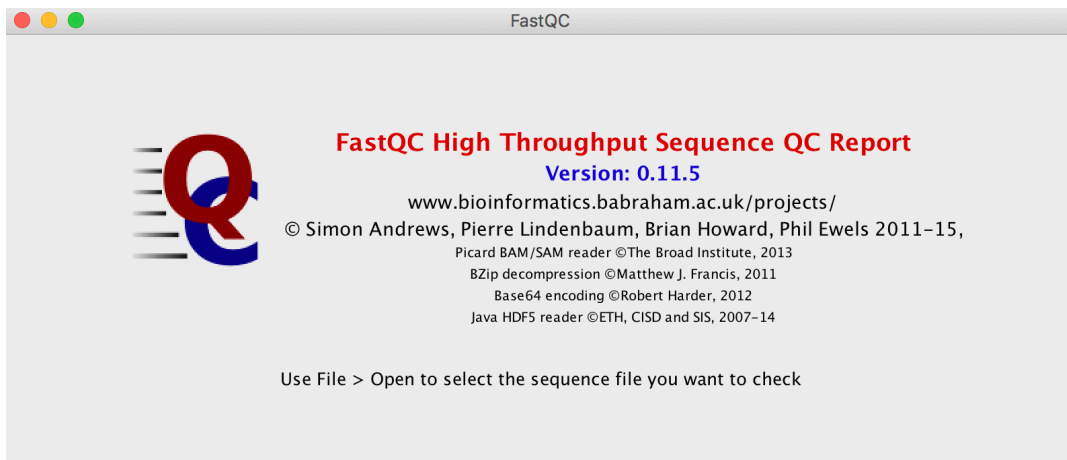 FastQC
FastQC High Throughput Sequence QC Report
Version: 0.11.5
www.bioinformatics.babraham.ac.uk/projects/
© Simon Andrews, Pierre Lindenbaum, Brian Howard, Phil Ewels 2011-15,
Picard BAM/SAM reader ©The Broad Institute, 2013
BZip decompression ©Matthew J. Francis, 2011
Base64 encoding ©Robert Harder, 2012
Java HDF5 reader ©ETH, CISD and SIS, 2007-14
QC
Use File > Open to select the sequence file you want to check